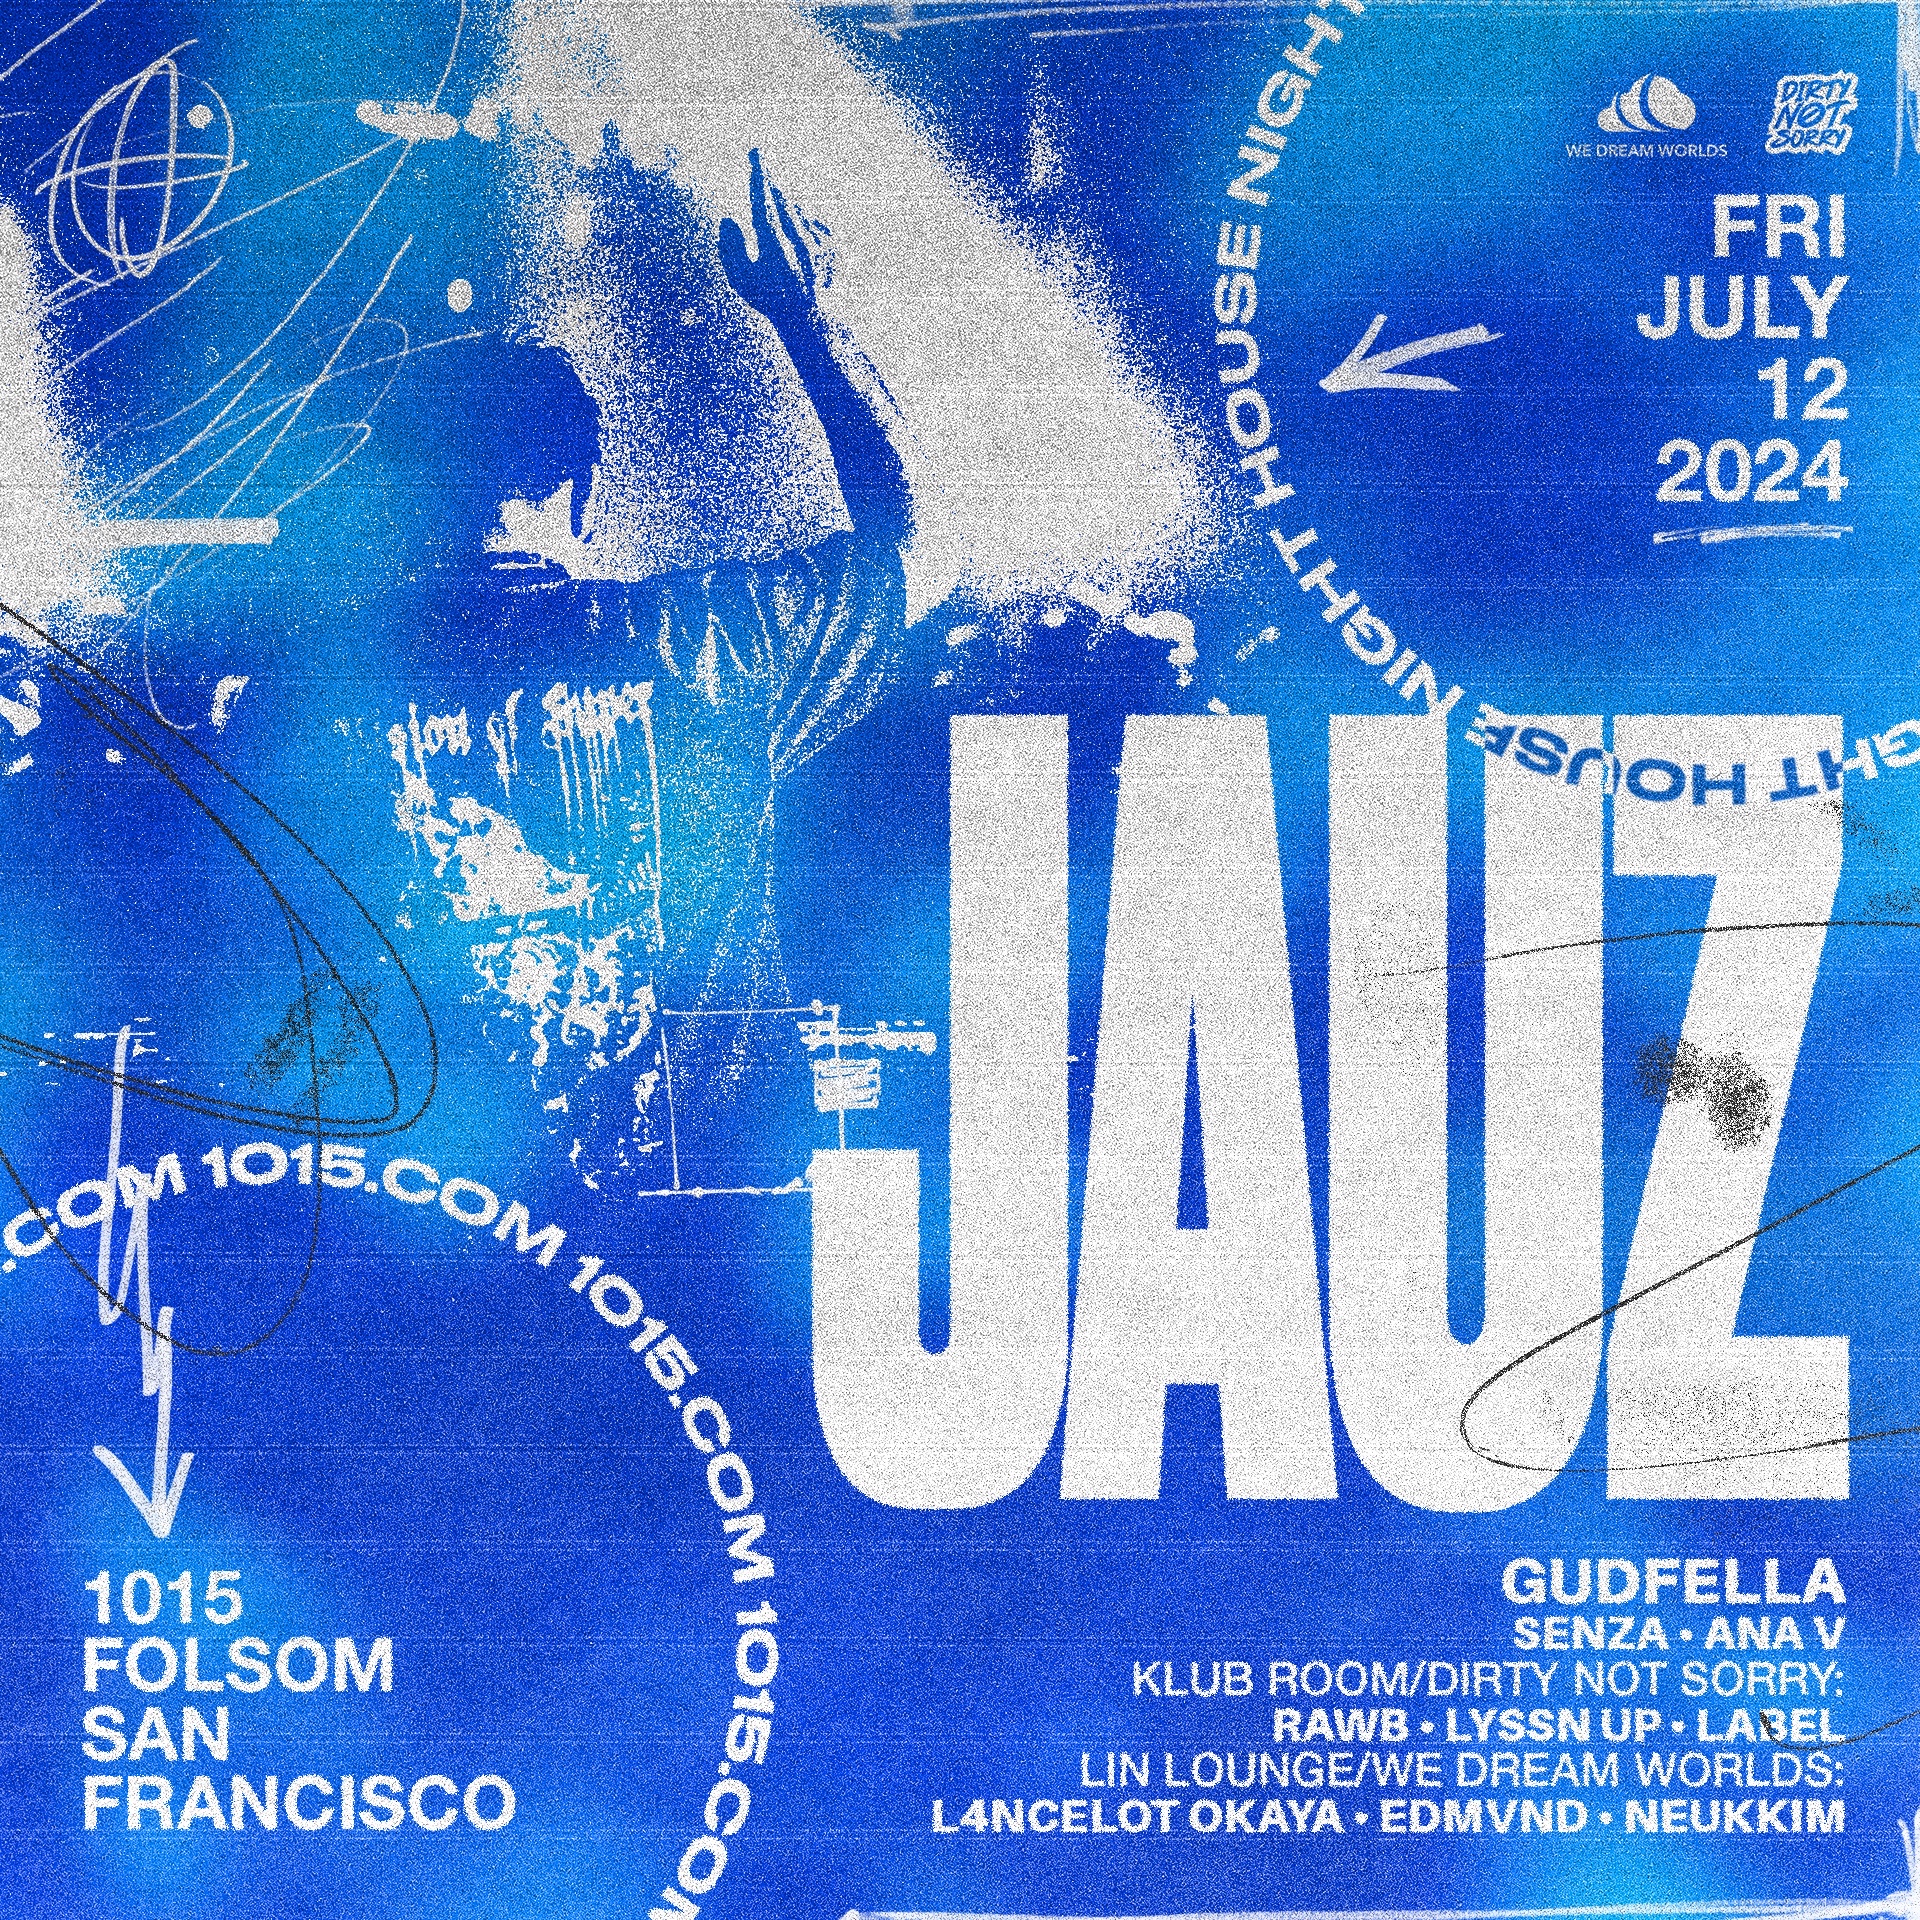 WE DREAM WORLDS
DIRTY
NOT
SORRY
FRI
JULY
12
2024
HOUSE NIGHT
HOUSE NIGHT
HOUSE NIGHT
JAUZ
.COM 1015.COM 1015.COM 1015.COM
1015
FOLSOM
SAN
FRANCISCO
GUDFELLA
SENZA • ANA V
KLUB ROOM/DIRTY NOT SORRY:
RAWB • LYSSN UP • LABEL
LIN LOUNGE/WE DREAM WORLDS:
L4NCELOT OKAYA • EDMVND • NEUKKIM